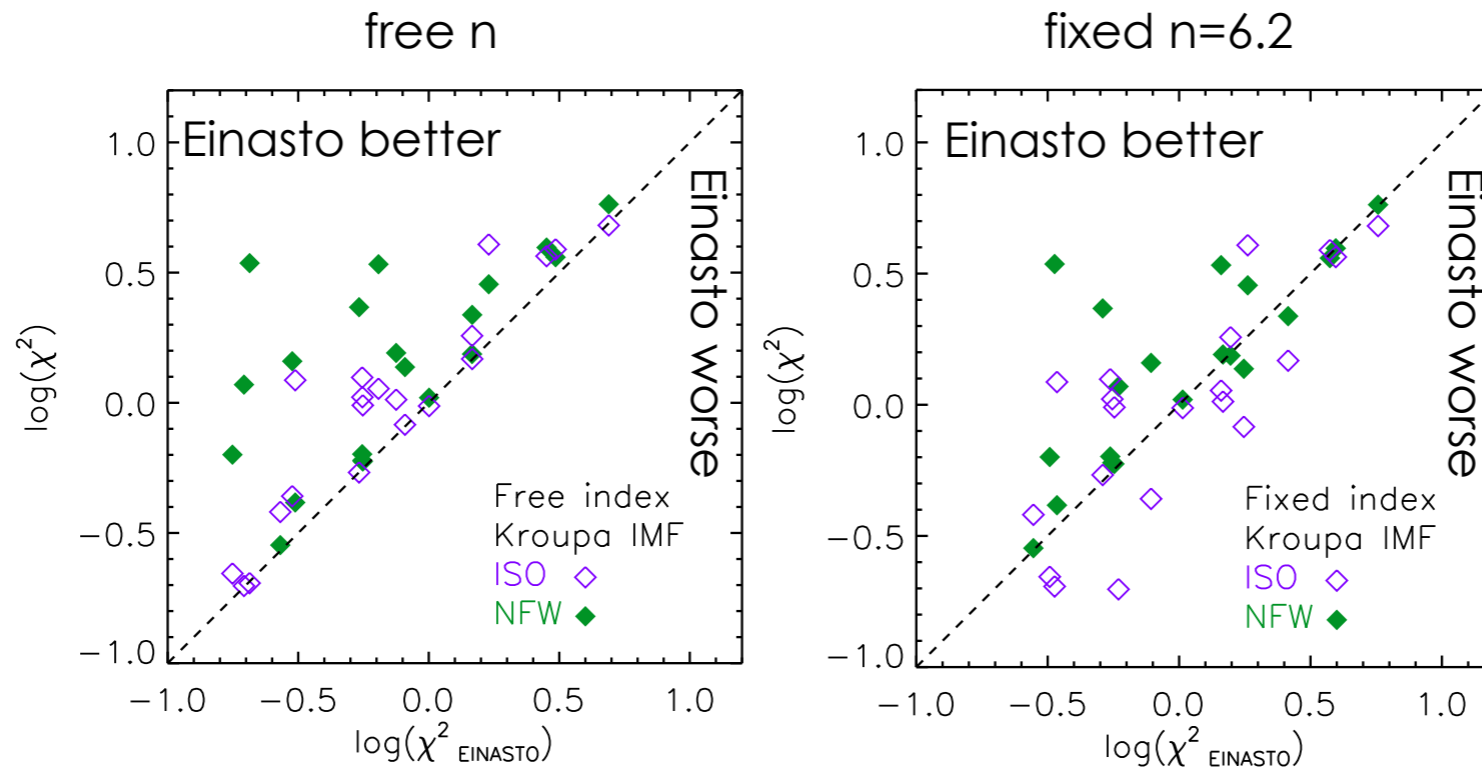 free n
Einasto better
Einasto worse
1.0
0.5
0.0
−0.5
−1.0
log(χ²)
Free index
Kroupa IMF
ISO
NFW
−1.0 −0.5 0.0 0.5 1.0
log(χ² EINASTO)
fixed n=6.2
Einasto better
Einasto worse
1.0
0.5
0.0
−0.5
−1.0
log(χ²)
Fixed index
Kroupa IMF
ISO
NFW
−1.0 −0.5 0.0 0.5 1.0
log(χ² EINASTO)